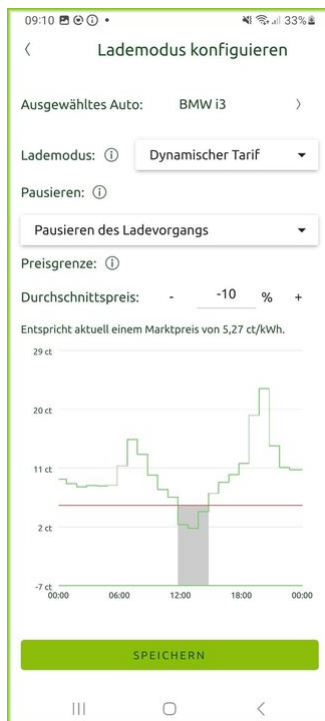 09:10
33%
Lademodus konfiguieren
Ausgewähltes Auto: BMW i3
Lademodus: Dynamischer Tarif
Pausieren:
Pausieren des Ladevorgangs
Preisgrenze:
Durchschnittspreis: - -10 % +
Entspricht aktuell einem Marktpreis von 5,27 ct/kWh.
29 ct
20 ct
11 ct
2 ct
-7 ct
00:00 06:00 12:00 18:00 00:00
SPEICHERN